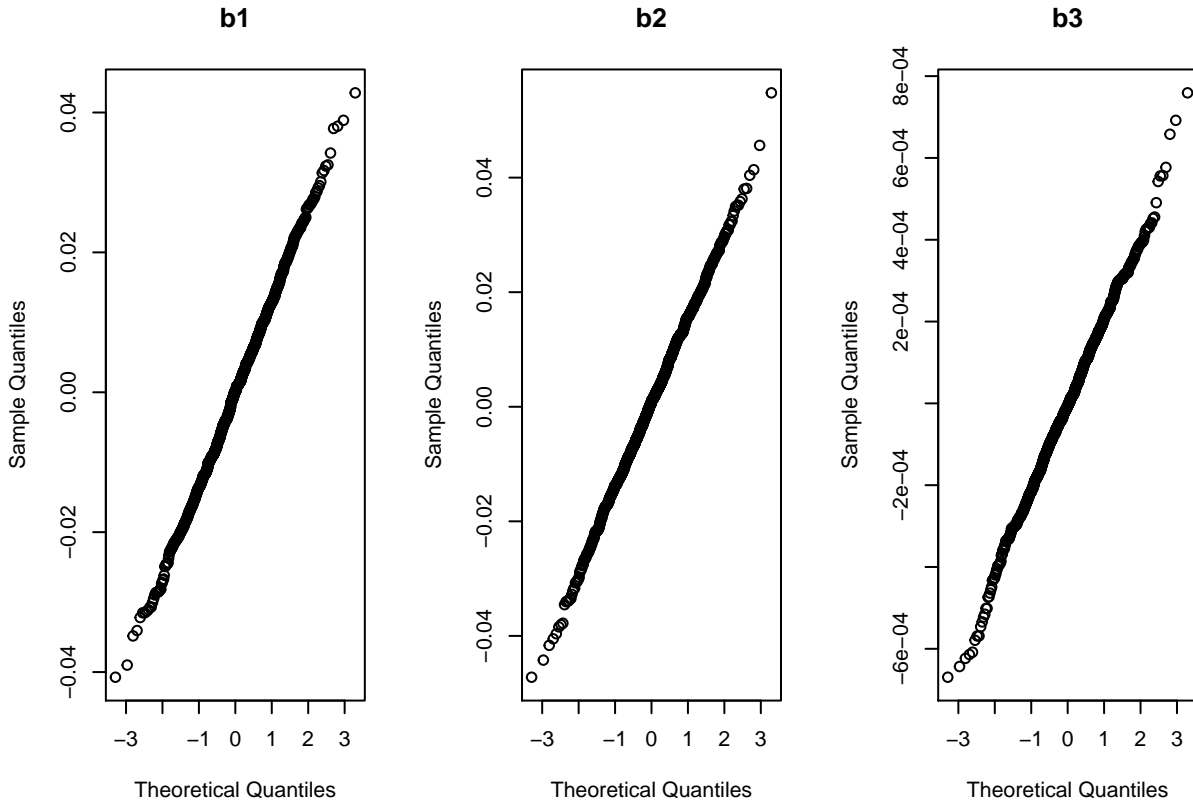 b1
Sample Quantiles
0.04
0.02
0.00
−0.02
−0.04
−3 −1 0 1 2 3
Theoretical Quantiles
b2
Sample Quantiles
0.04
0.02
0.00
−0.02
−0.04
−3 −1 0 1 2 3
Theoretical Quantiles
b3
Sample Quantiles
8e−04
6e−04
4e−04
2e−04
−2e−04
−6e−04
−3 −1 0 1 2 3
Theoretical Quantiles